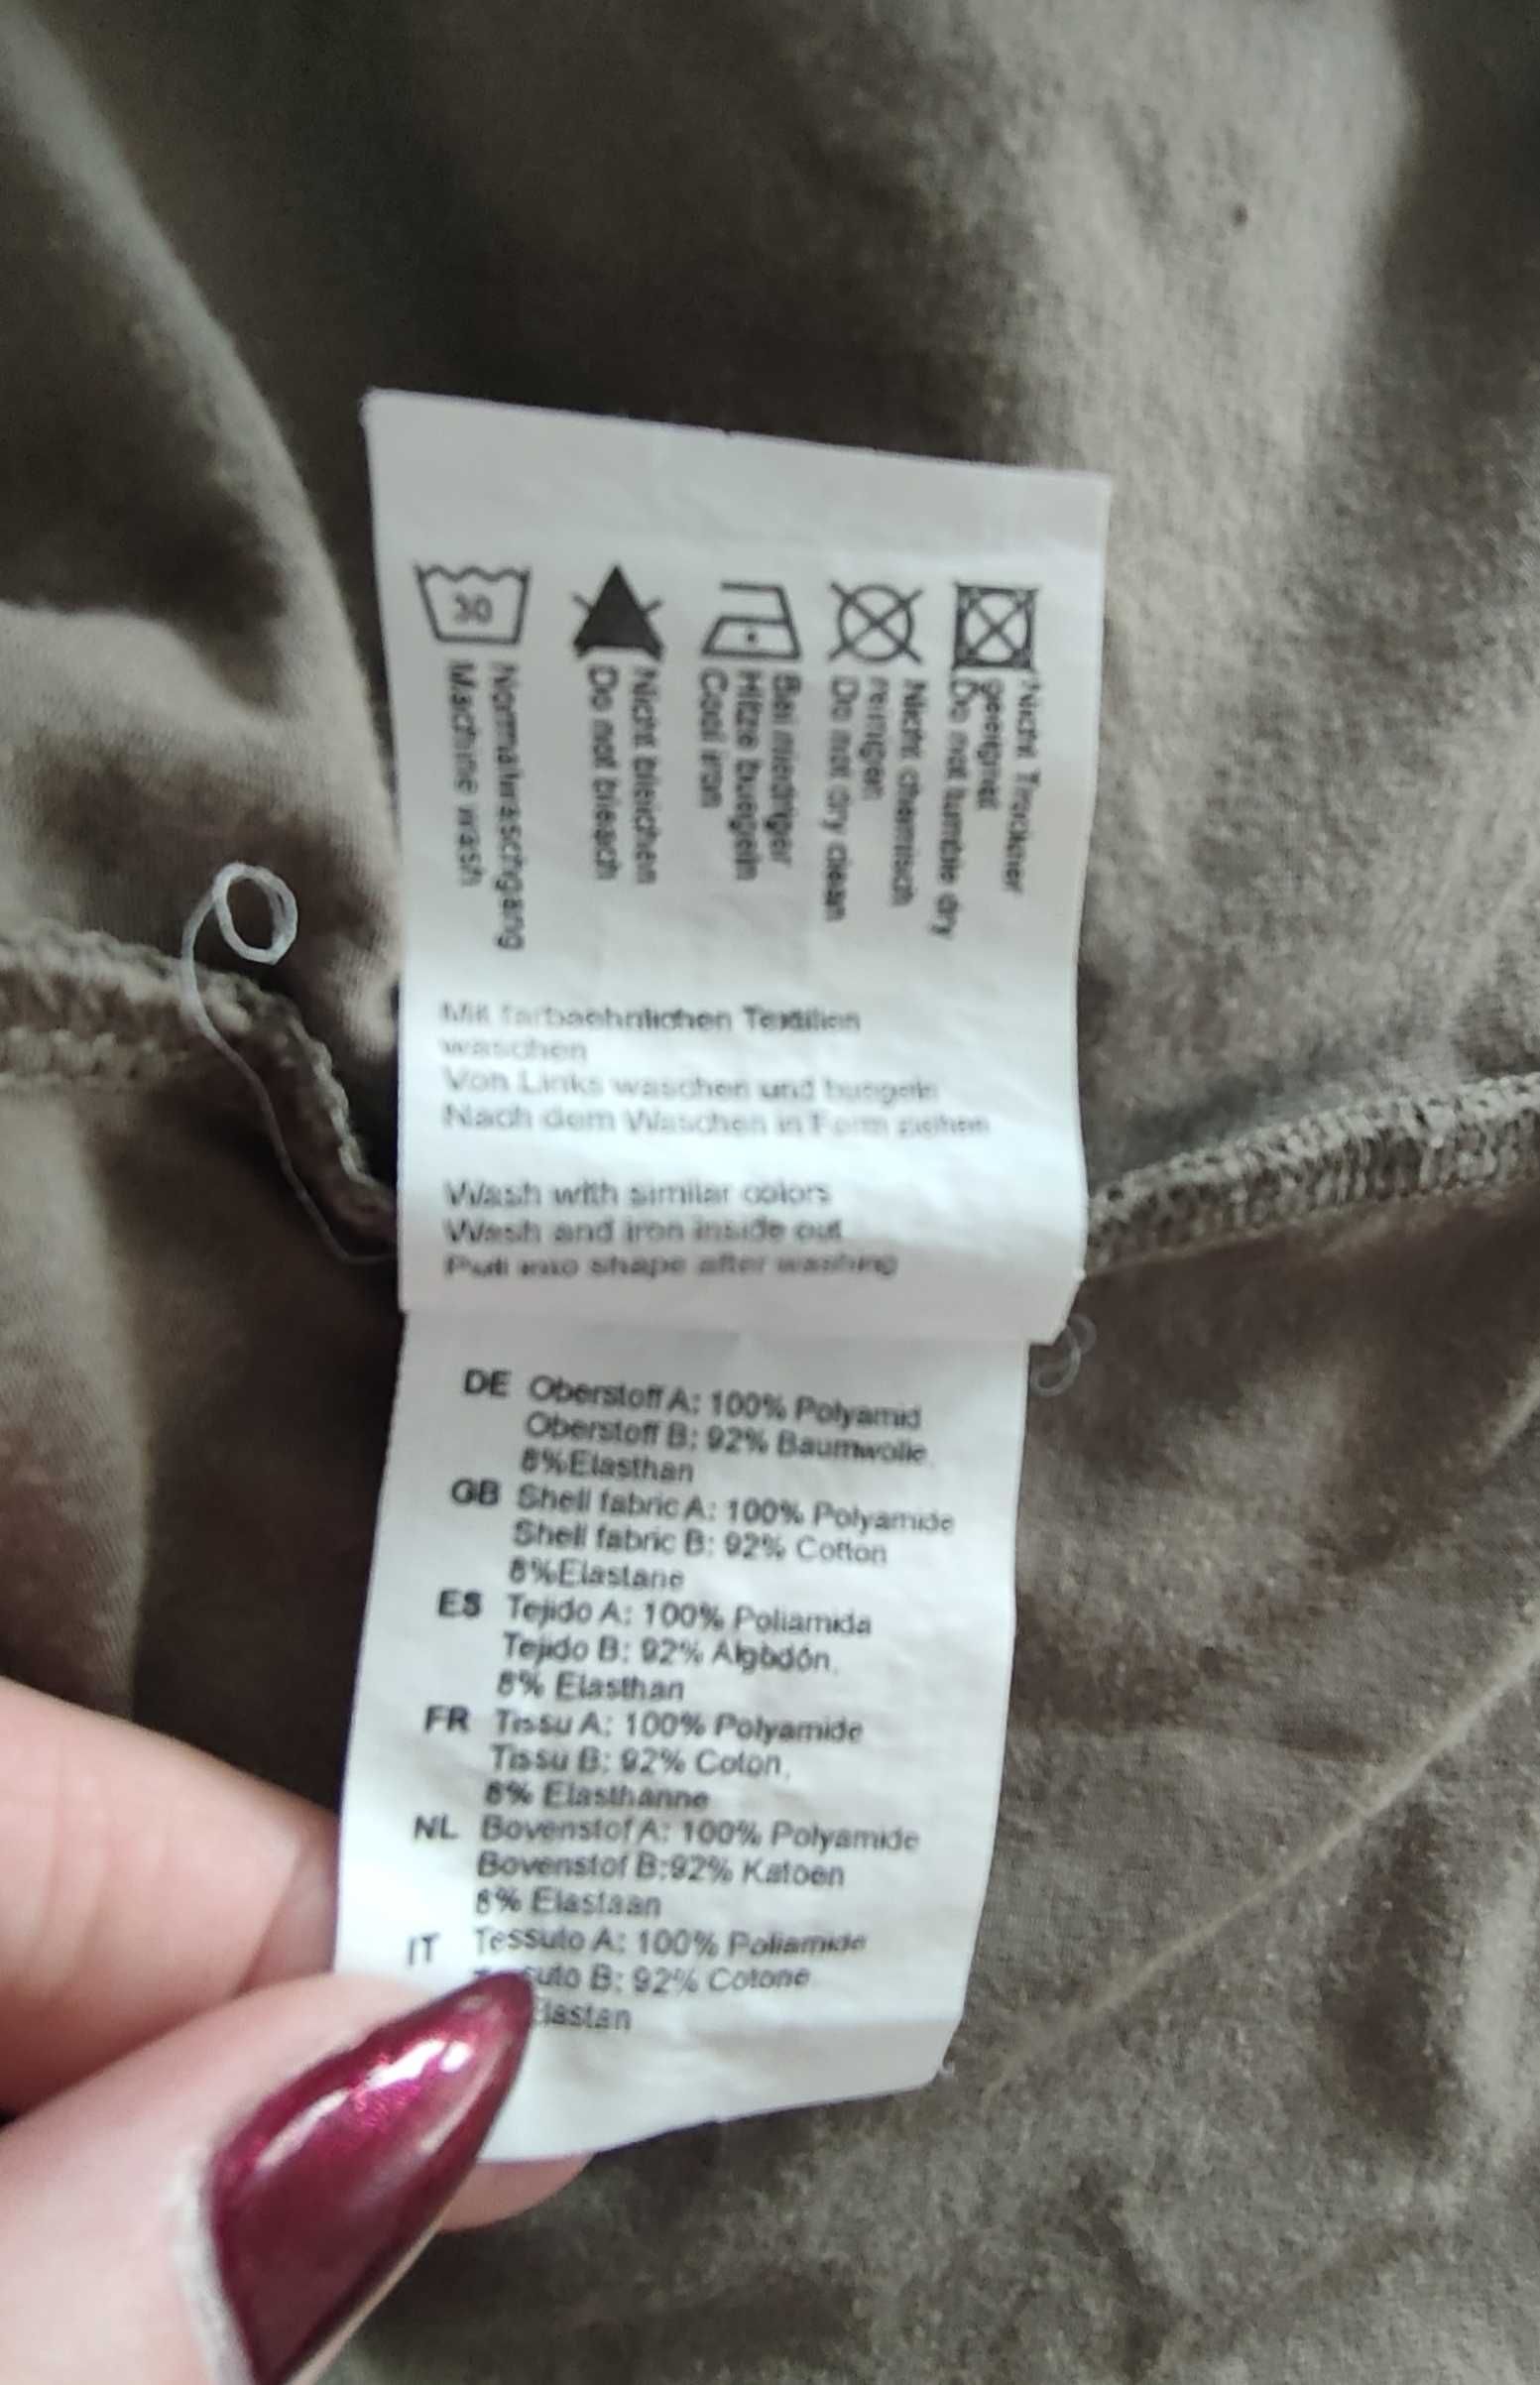 30
Normalwaschgang
Machine wash
Nicht bleichen
Do not bleach
Bei niedriger
Hitze buegeln
Cool iron
Nicht chemisch
reinigen
Do not dry clean
Nicht Trockner
geeignet
Do not tumble dry
Mit farbaehnlichen Textilien
waschen
Von Links waschen und buegeln
Nach dem Waschen in Form ziehen
Wash with similar colors
Wash and iron inside out
Pull into shape after washing
DE Oberstoff A: 100% Polyamid
Oberstoff B: 92% Baumwolle,
8%Elasthan
GB Shell fabric A: 100% Polyamide
Shell fabric B: 92% Cotton
8%Elastane
ES Tejido A: 100% Poliamida
Tejido B: 92% Algodón,
8% Elasthan
FR Tissu A: 100% Polyamide
Tissu B: 92% Coton,
8% Elasthanne
NL Bovenstof A: 100% Polyamide
Bovenstof B:92% Katoen
8% Elastaan
IT Tessuto A: 100% Poliamide
suto B: 92% Cotone
Elastan